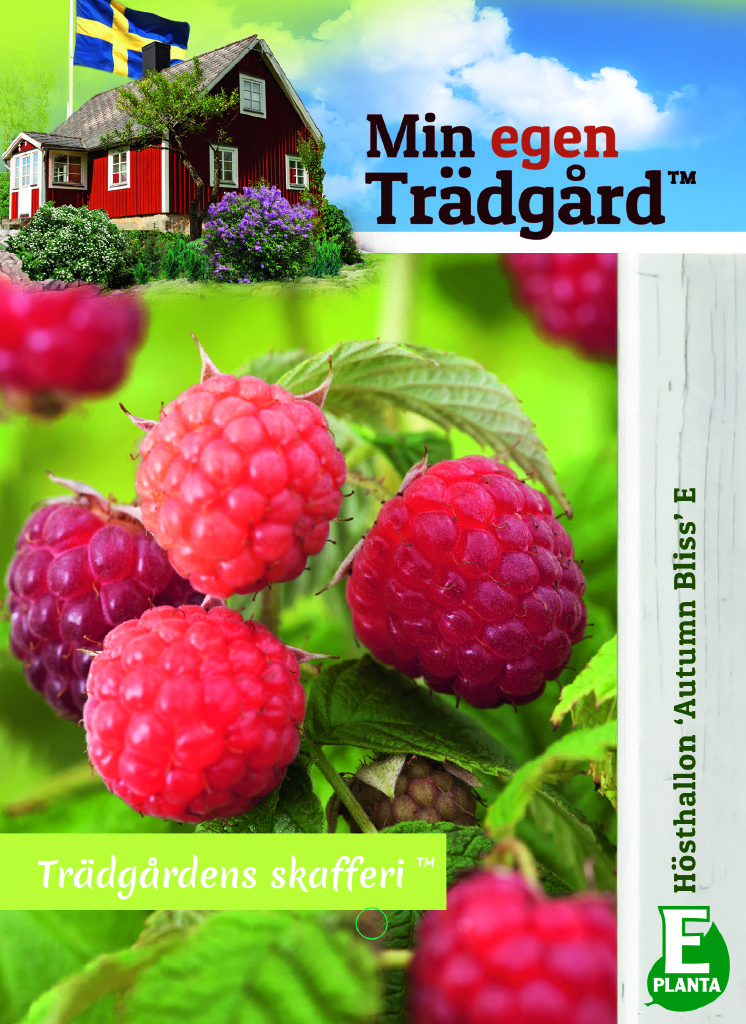 Min egen
Trädgård™
Hösthallon ‘Autumn Bliss’ E
Trädgårdens skafferi ™
E
PLANTA